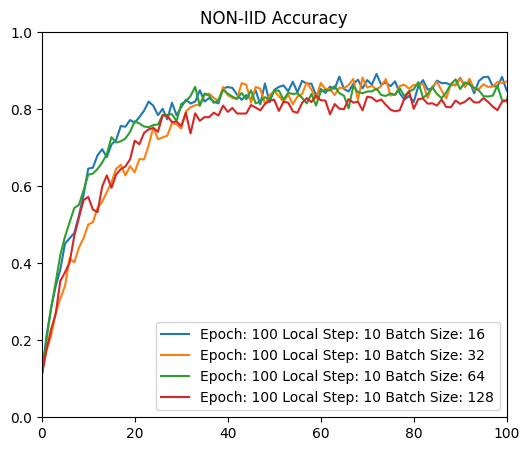 NON-IID Accuracy
1.0
0.8
0.6
0.4
0.2
0.0
0 20 40 60 80 100
Epoch: 100 Local Step: 10 Batch Size: 16
Epoch: 100 Local Step: 10 Batch Size: 32
Epoch: 100 Local Step: 10 Batch Size: 64
Epoch: 100 Local Step: 10 Batch Size: 128